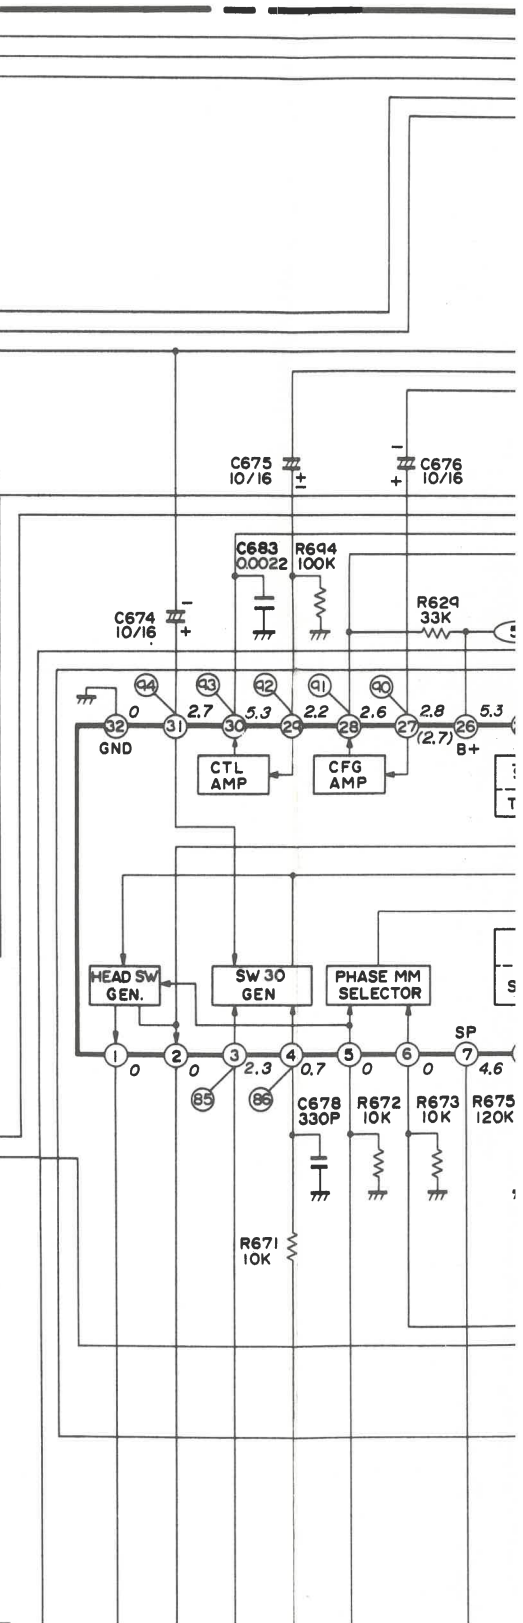 C675
10/16
-
+
-
+
C676
10/16
C683
0.0022
R694
100K
R629
33K
C674
10/16
-
+
5
94
93
92
91
90
0
2.7
5.3
2.2
2.6
2.8
(2.7)
5.3
32
31
30
29
28
27
26
GND
B+
CTL
AMP
CFG
AMP
T
HEAD SW
GEN.
SW 30
GEN
PHASE MM
SELECTOR
S
SP
1
2
3
4
5
6
7
0
0
2.3
0.7
0
0
4.6
85
86
C678
330P
R672
10K
R673
10K
R675
120K
R671
10K